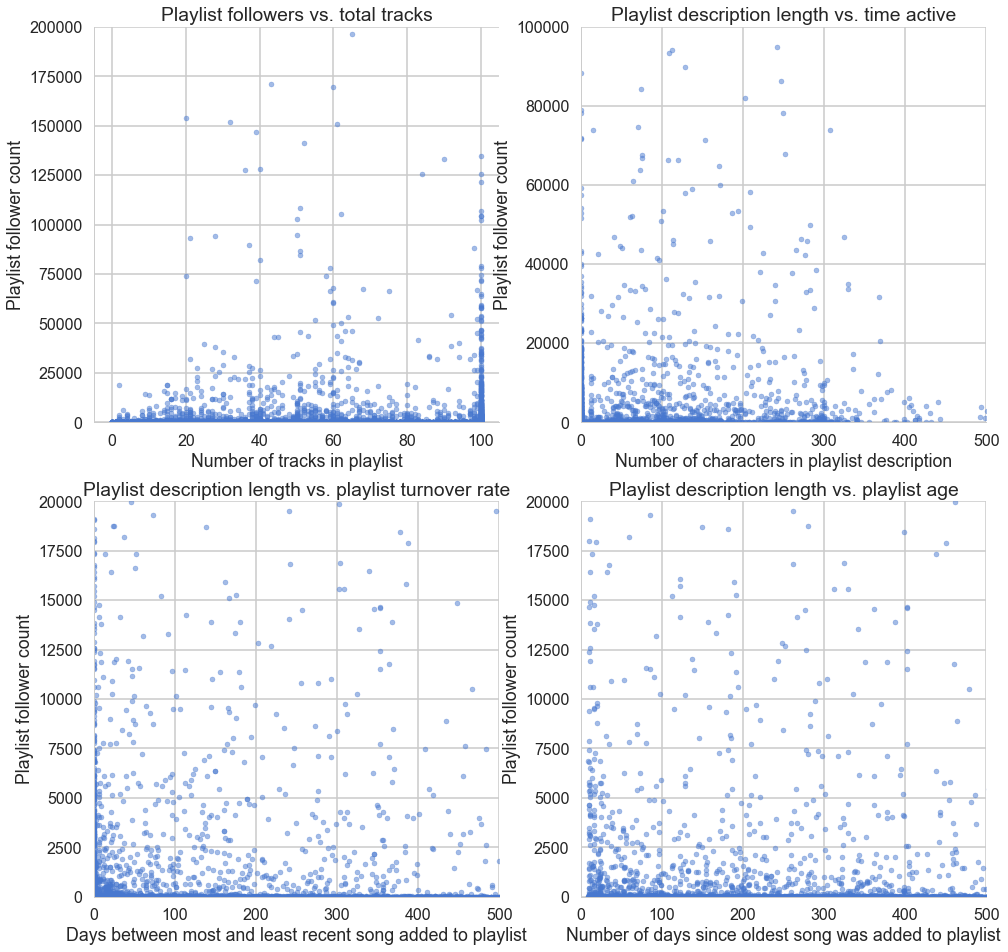 Playlist followers vs. total tracks
200000
175000
150000
125000
100000
75000
50000
25000
0
Playlist follower count
0 20 40 60 80 100
Number of tracks in playlist
Playlist description length vs. time active
100000
80000
60000
40000
20000
0
Playlist follower count
0 100 200 300 400 500
Number of characters in playlist description
Playlist description length vs. playlist turnover rate
20000
17500
15000
12500
10000
7500
5000
2500
0
Playlist follower count
0 100 200 300 400 500
Days between most and least recent song added to playlist
Playlist description length vs. playlist age
20000
17500
15000
12500
10000
7500
5000
2500
0
Playlist follower count
0 100 200 300 400 500
Number of days since oldest song was added to playlist